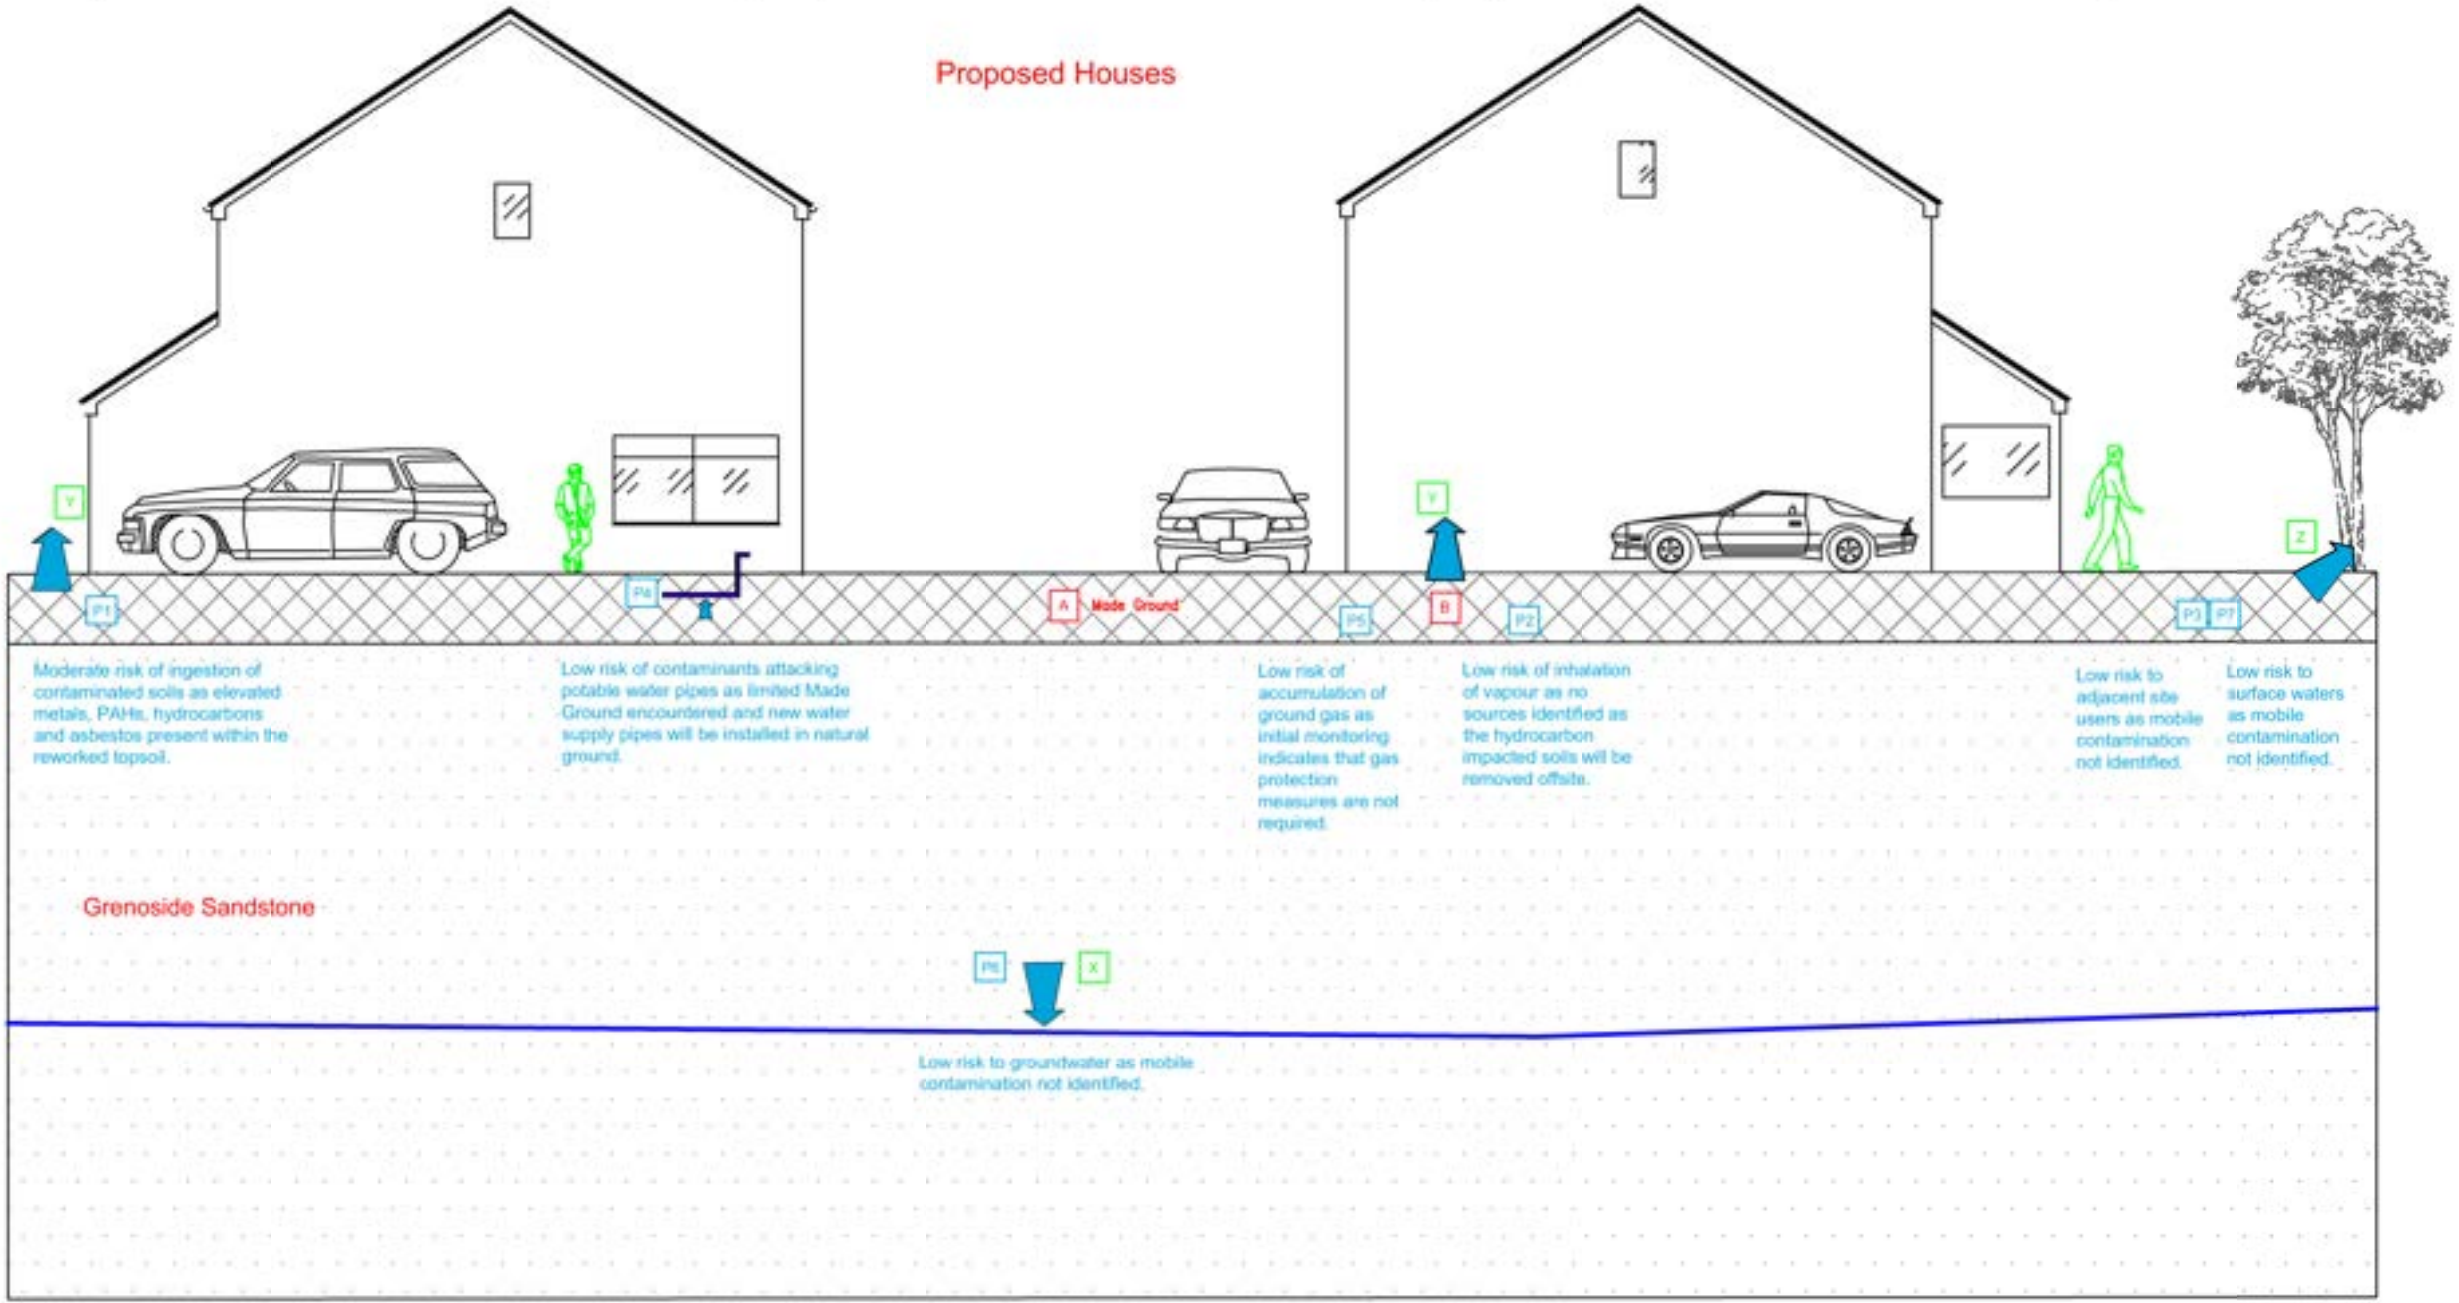 Proposed Houses
Y
Y
Z
P1
P4
A
Made Ground
P5
B
P2
P3
P7
Moderate risk of ingestion of
contaminated soils as elevated
metals, PAHs, hydrocarbons
and asbestos present within the
reworked topsoil.
Low risk of contaminants attacking
potable water pipes as limited Made
Ground encountered and new water
supply pipes will be installed in natural
ground.
Low risk of
accumulation of
ground gas as
initial monitoring
indicates that gas
protection
measures are not
required.
Low risk of inhalation
of vapour as no
sources identified as
the hydrocarbon
impacted soils will be
removed offsite.
Low risk to
adjacent site
users as mobile
contamination
not identified.
Low risk to
surface waters
as mobile
contamination
not identified.
Grenoside Sandstone
P6
X
Low risk to groundwater as mobile
contamination not identified.